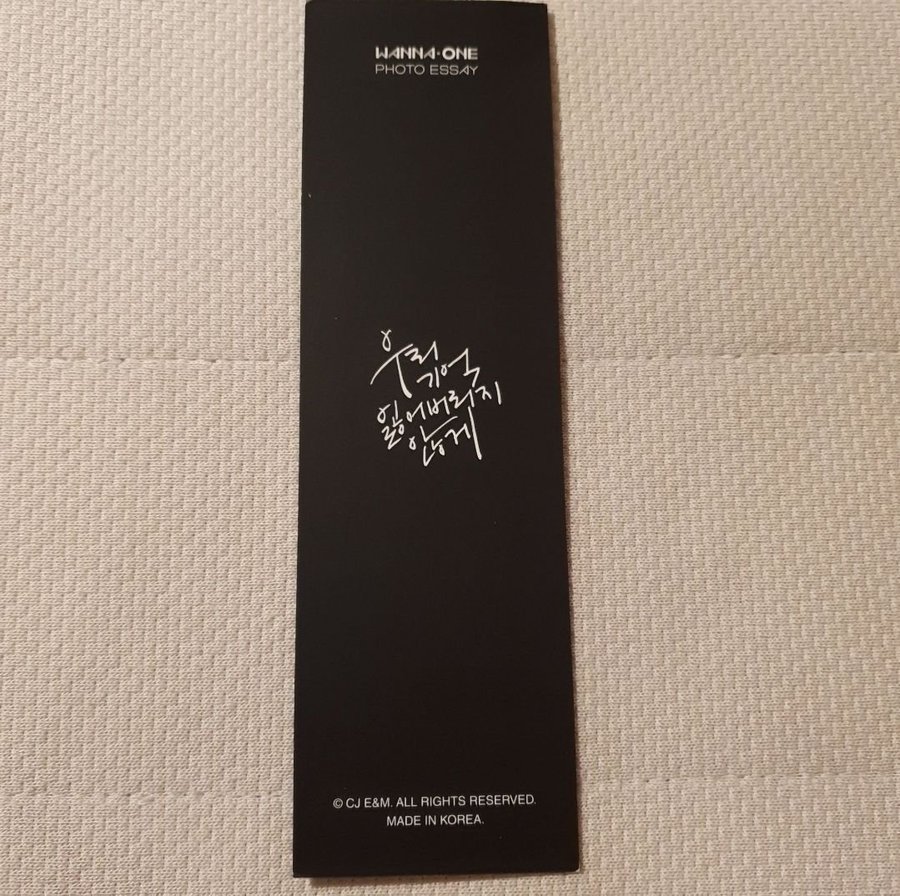 WANNA·ONE
PHOTO ESSAY
우리
기억
잃어버리지
않게
© CJ E&M. ALL RIGHTS RESERVED.
MADE IN KOREA.